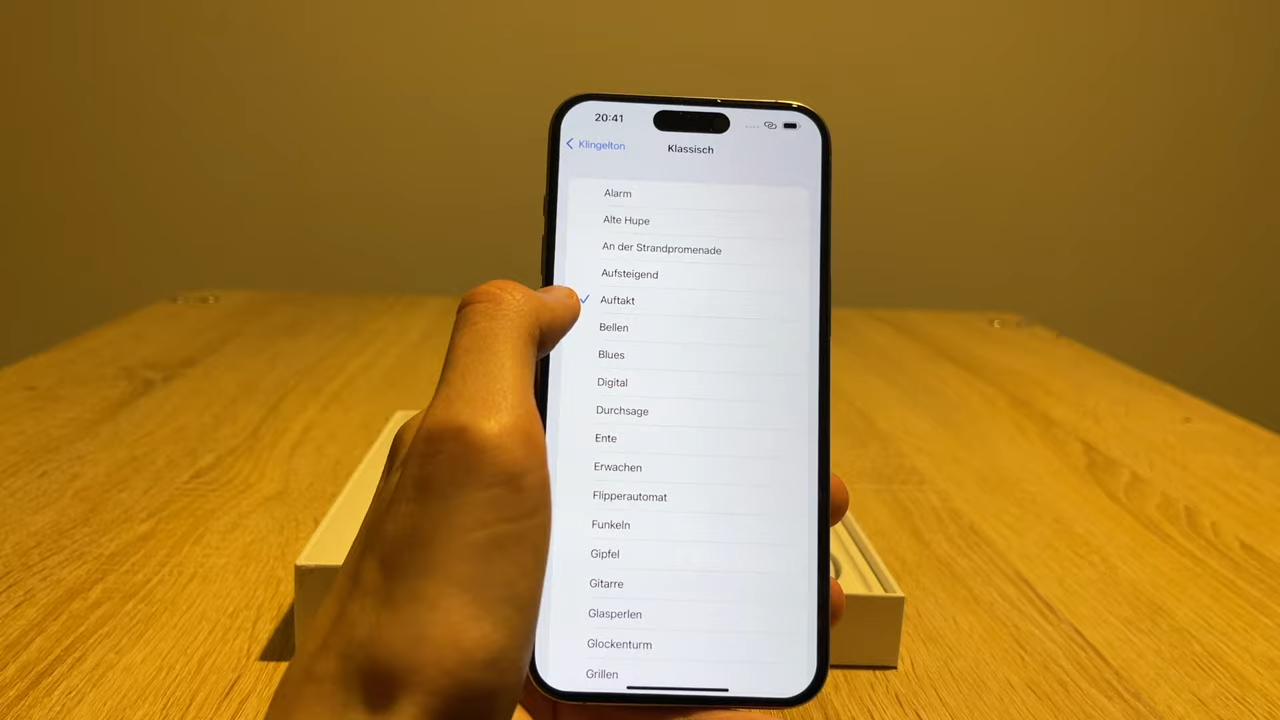 20:41
Klingelton
Klassisch
Alarm
Alte Hupe
An der Strandpromenade
Aufsteigend
Auftakt
Bellen
Blues
Digital
Durchsage
Ente
Erwachen
Flipperautomat
Funkeln
Gipfel
Gitarre
Glasperlen
Glockenturm
Grillen